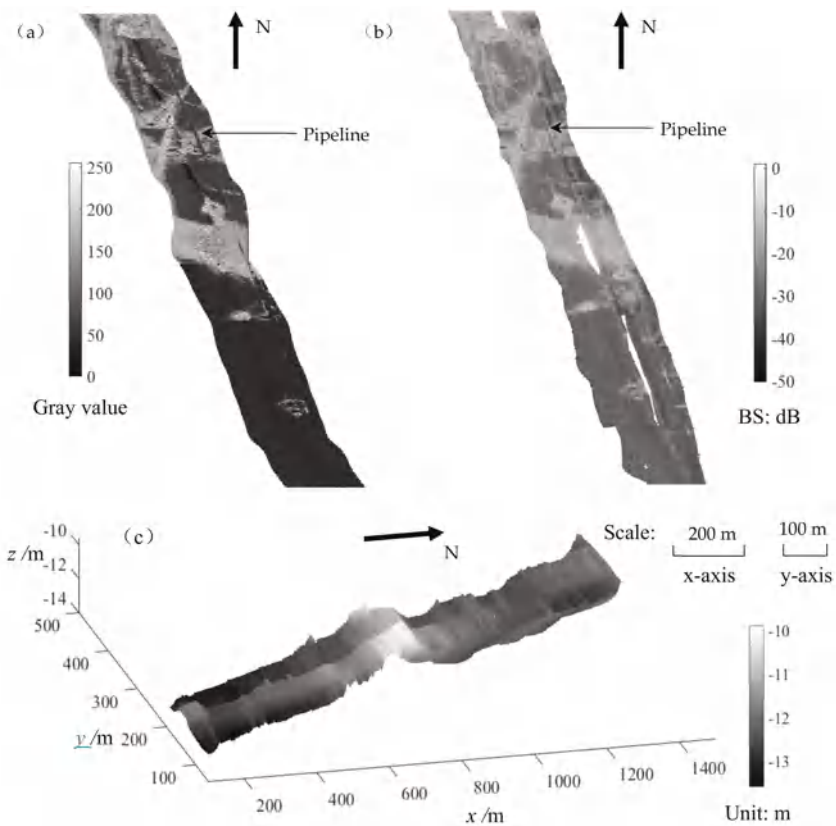 (a)
N
Pipeline
250
200
150
100
50
0
Gray value
(b)
N
Pipeline
0
-10
-20
-30
-40
-50
BS: dB
(c)
N
Scale: 200 m 100 m
x-axis y-axis
z /m
-10
-12
-14
500
400
300
200
100
y /m
200 400 600 800 1000 1200 1400
x /m
-10
-11
-12
-13
Unit: m